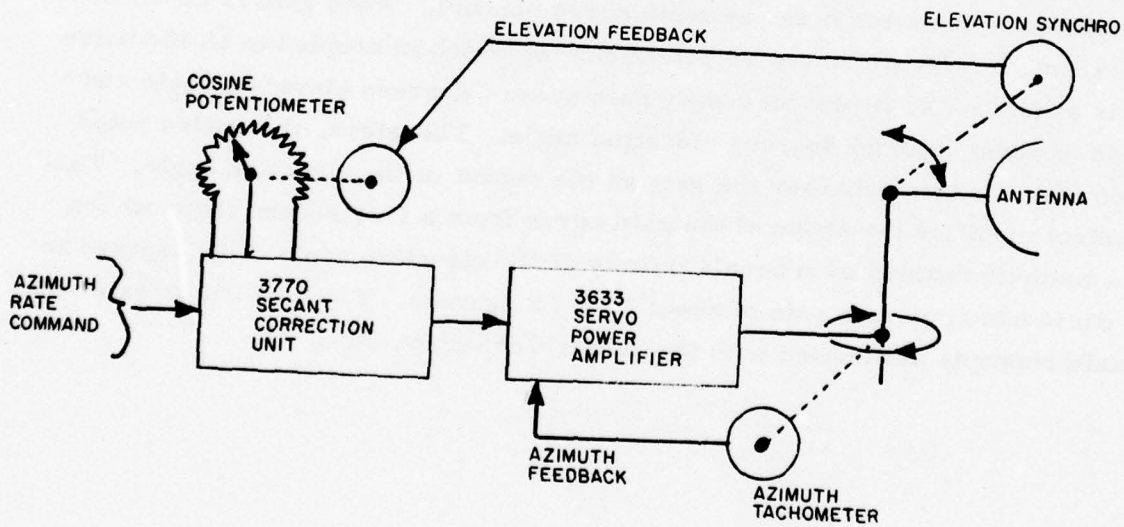 ELEVATION SYNCHRO
ELEVATION FEEDBACK
COSINE
POTENTIOMETER
ANTENNA
AZIMUTH
RATE
COMMAND
3770
SECANT
CORRECTION
UNIT
3633
SERVO
POWER
AMPLIFIER
AZIMUTH
FEEDBACK
AZIMUTH
TACHOMETER